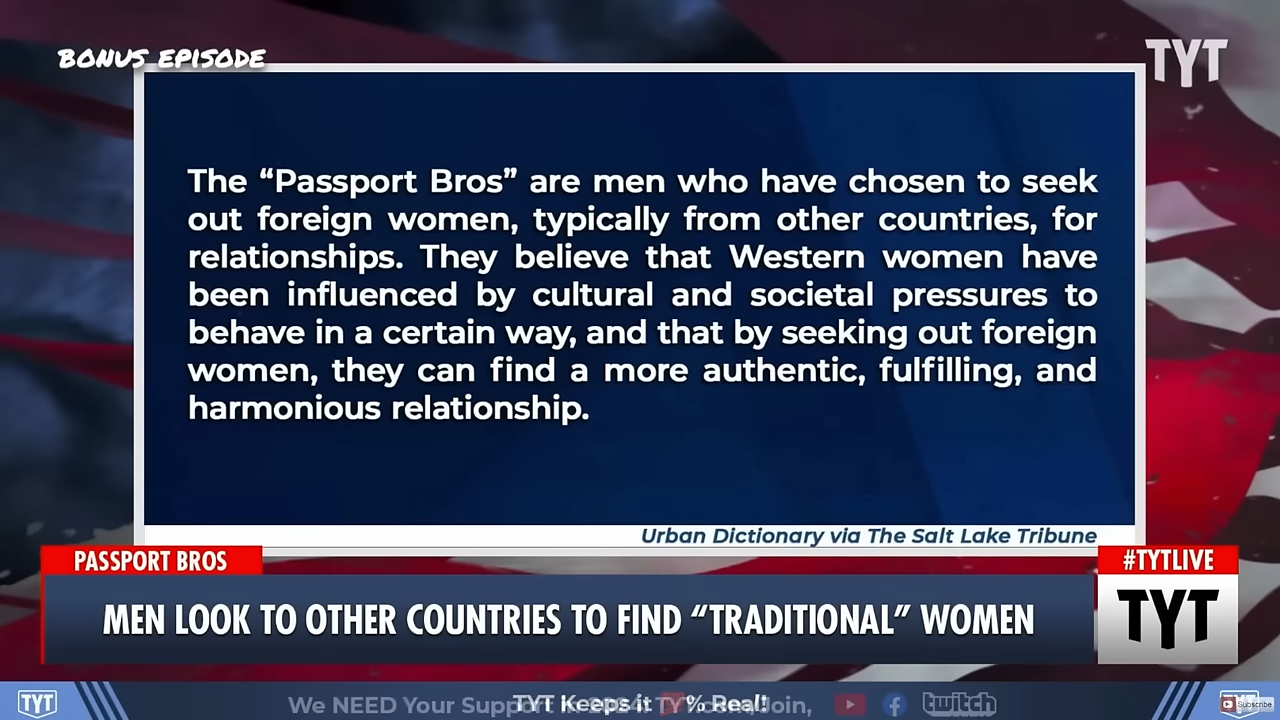 BONUS EPISODE
TYT
The “Passport Bros” are men who have chosen to seek
out foreign women, typically from other countries, for
relationships. They believe that Western women have
been influenced by cultural and societal pressures to
behave in a certain way, and that by seeking out foreign
women, they can find a more authentic, fulfilling, and
harmonious relationship.
Urban Dictionary via The Salt Lake Tribune
PASSPORT BROS
#TYTLIVE
MEN LOOK TO OTHER COUNTRIES TO FIND “TRADITIONAL” WOMEN
TYT
TYT
We NEED Your Support
TYT Keeps it % Real!
Join,
twitch
Subscribe